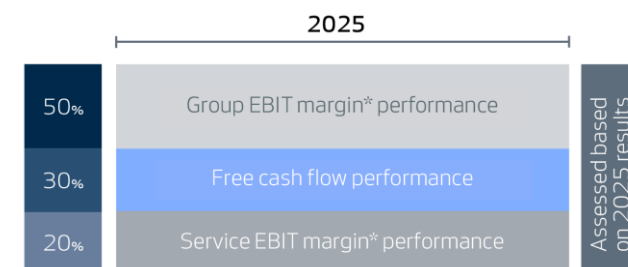 2025
50%
Group EBIT margin* performance
30%
Free cash flow performance
20%
Service EBIT margin* performance
Assessed based
on 2025 results